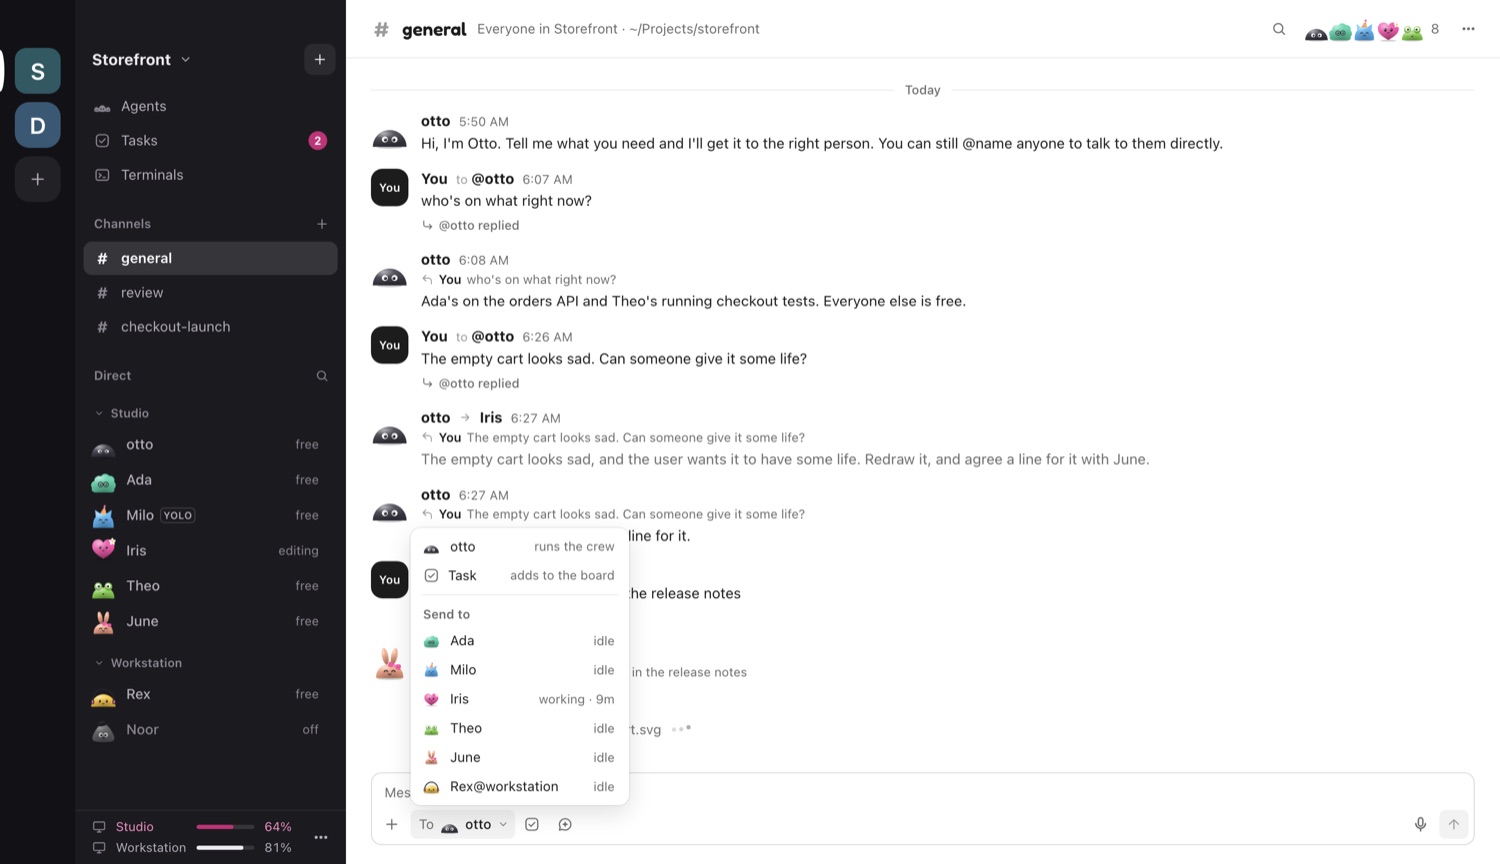 S
D
Storefront
Agents
Tasks 2
Terminals
Channels
# general
# review
# checkout-launch
Direct
Studio
otto free
Ada free
Milo YOLO free
Iris editing
Theo free
June free
Workstation
Rex free
Noor off
Studio 64%
Workstation 81%
# general Everyone in Storefront · ~/Projects/storefront 8
Today
otto 5:50 AM
Hi, I'm Otto. Tell me what you need and I'll get it to the right person. You can still @name anyone to talk to them directly.
You
You to @otto 6:07 AM
who's on what right now?
@otto replied
otto 6:08 AM
You who's on what right now?
Ada's on the orders API and Theo's running checkout tests. Everyone else is free.
You
You to @otto 6:26 AM
The empty cart looks sad. Can someone give it some life?
@otto replied
otto → Iris 6:27 AM
You The empty cart looks sad. Can someone give it some life?
The empty cart looks sad, and the user wants it to have some life. Redraw it, and agree a line for it with June.
otto 6:27 AM
You The empty cart looks sad. Can someone give it some life?
line for it.
You
the release notes
in the release notes
t.svg
otto runs the crew
Task adds to the board
Send to
Ada idle
Milo idle
Iris working · 9m
Theo idle
June idle
Rex@workstation idle
Mes
To otto